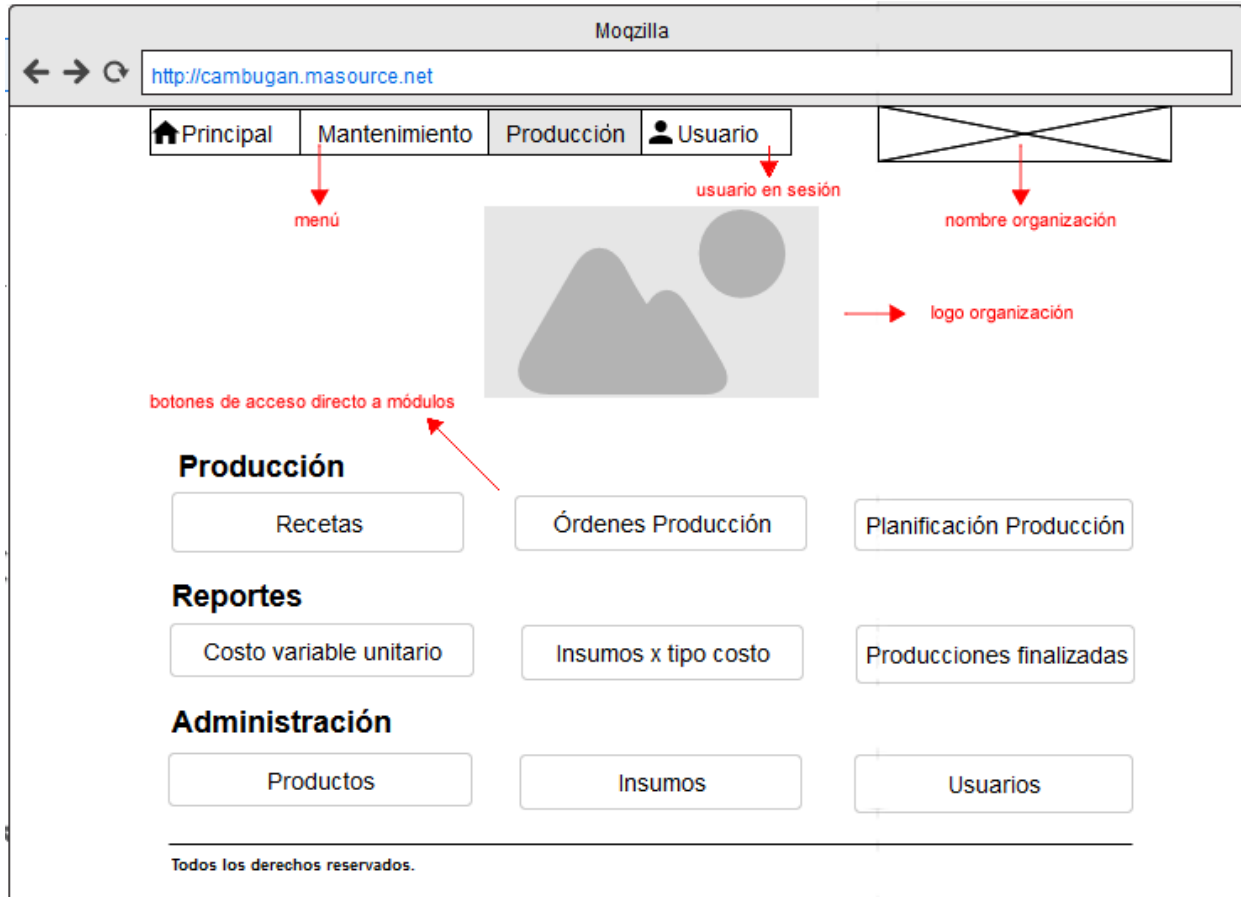 Moqzilla
http://cambugan.masource.net
Principal Mantenimiento Producción Usuario
usuario en sesión
menú
nombre organización
logo organización
botones de acceso directo a módulos
Producción
Recetas Órdenes Producción Planificación Producción
Reportes
Costo variable unitario Insumos x tipo costo Producciones finalizadas
Administración
Productos Insumos Usuarios
Todos los derechos reservados.